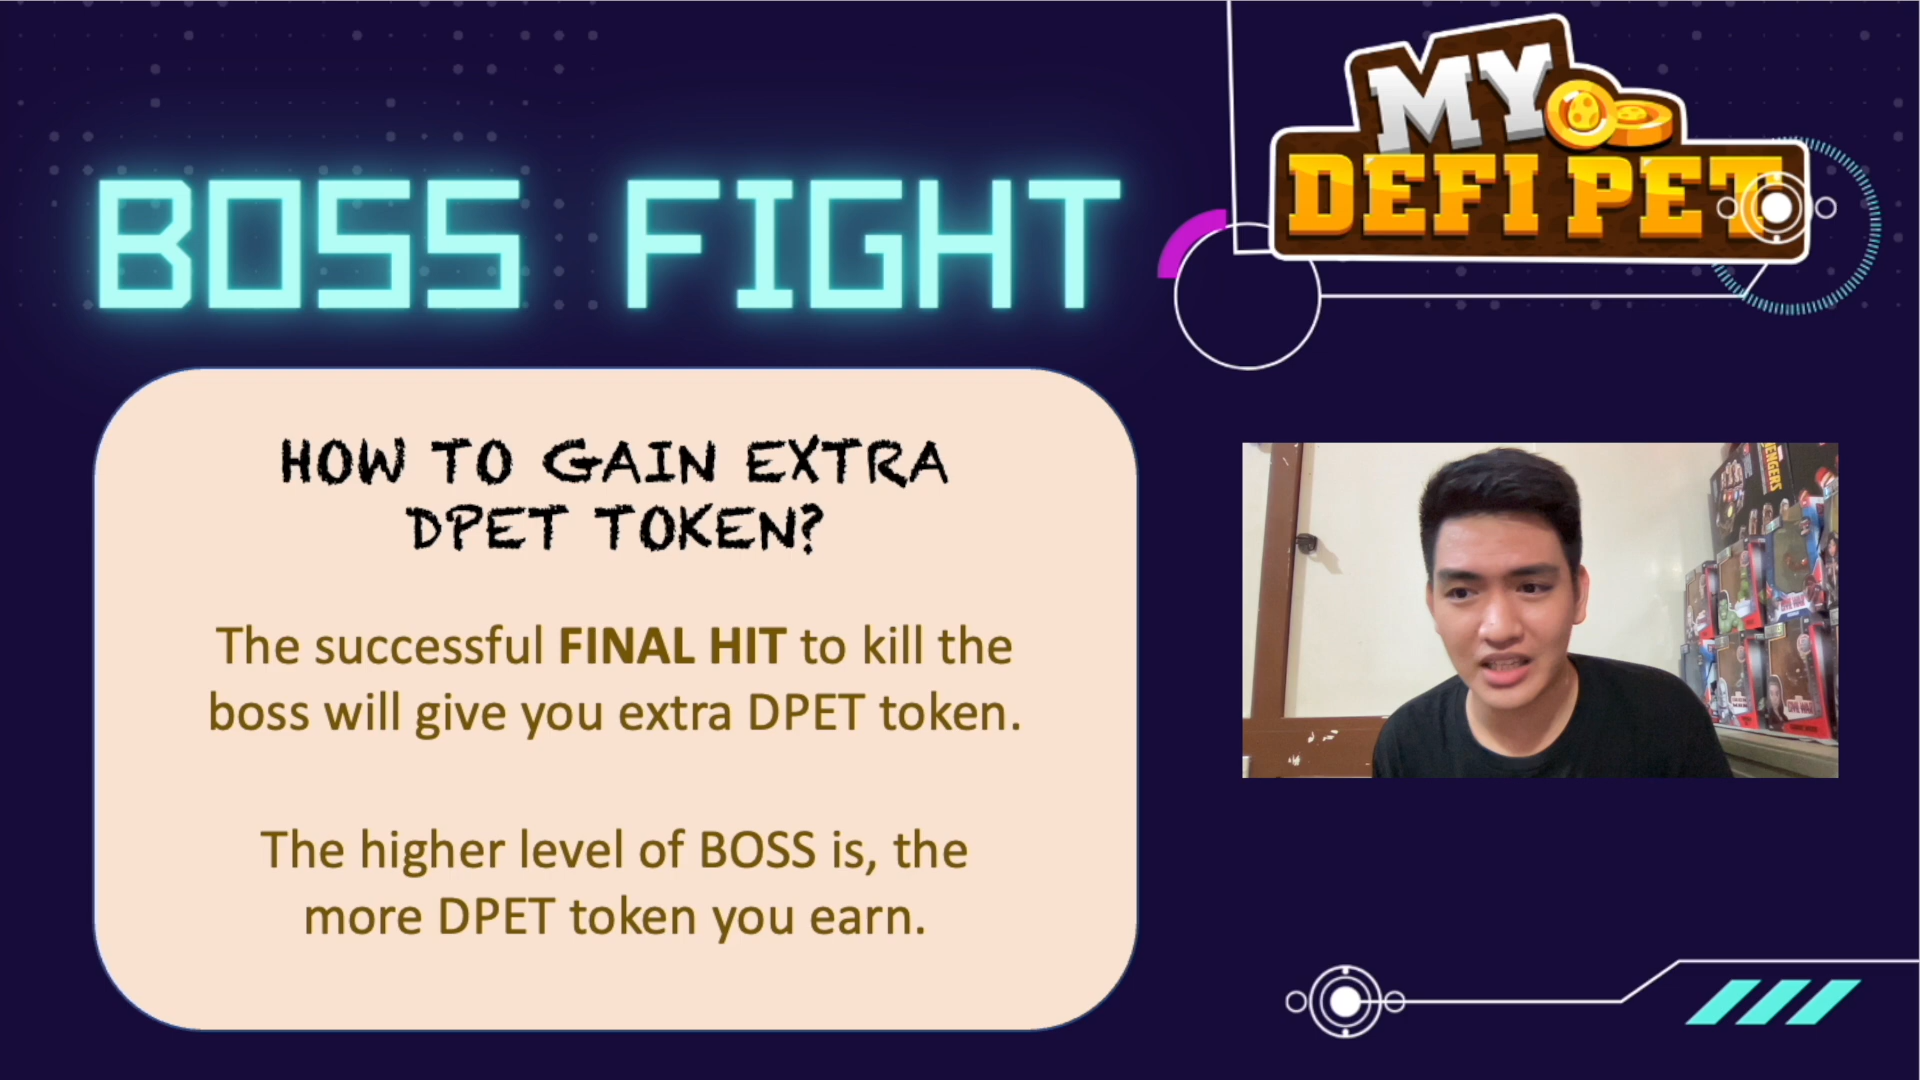 BOSS FIGHT
MY
DEFI PET
HOW TO GAIN EXTRA
DPET TOKEN?
The successful FINAL HIT to kill the
boss will give you extra DPET token.
The higher level of BOSS is, the
more DPET token you earn.